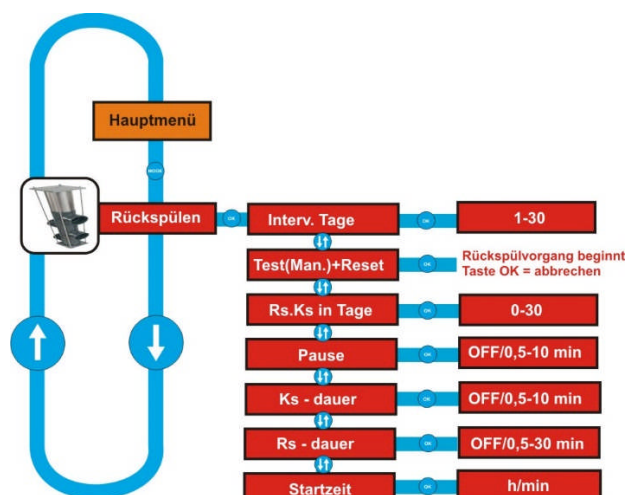 Hauptmenü
MODE
Rückspülen
OK
Interv. Tage
OK
1-30
Test(Man.)+Reset
OK
Rückspülvorgang beginnt
Taste OK = abbrechen
Rs.Ks in Tage
OK
0-30
Pause
OK
OFF/0,5-10 min
Ks - dauer
OK
OFF/0,5-10 min
Rs - dauer
OK
OFF/0,5-30 min
Startzeit
OK
h/min